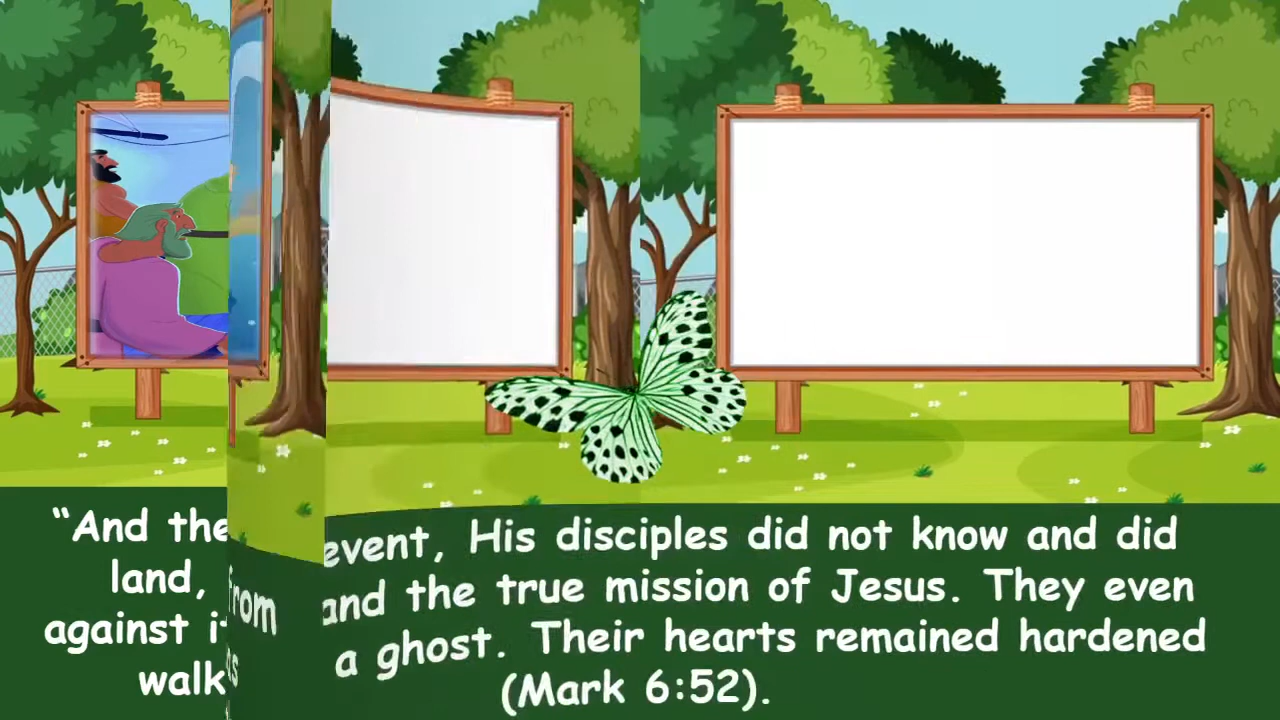 “And the
land,
against
walk
from
event, His disciples did not know and did
and the true mission of Jesus. They even
a ghost. Their hearts remained hardened
(Mark 6:52).